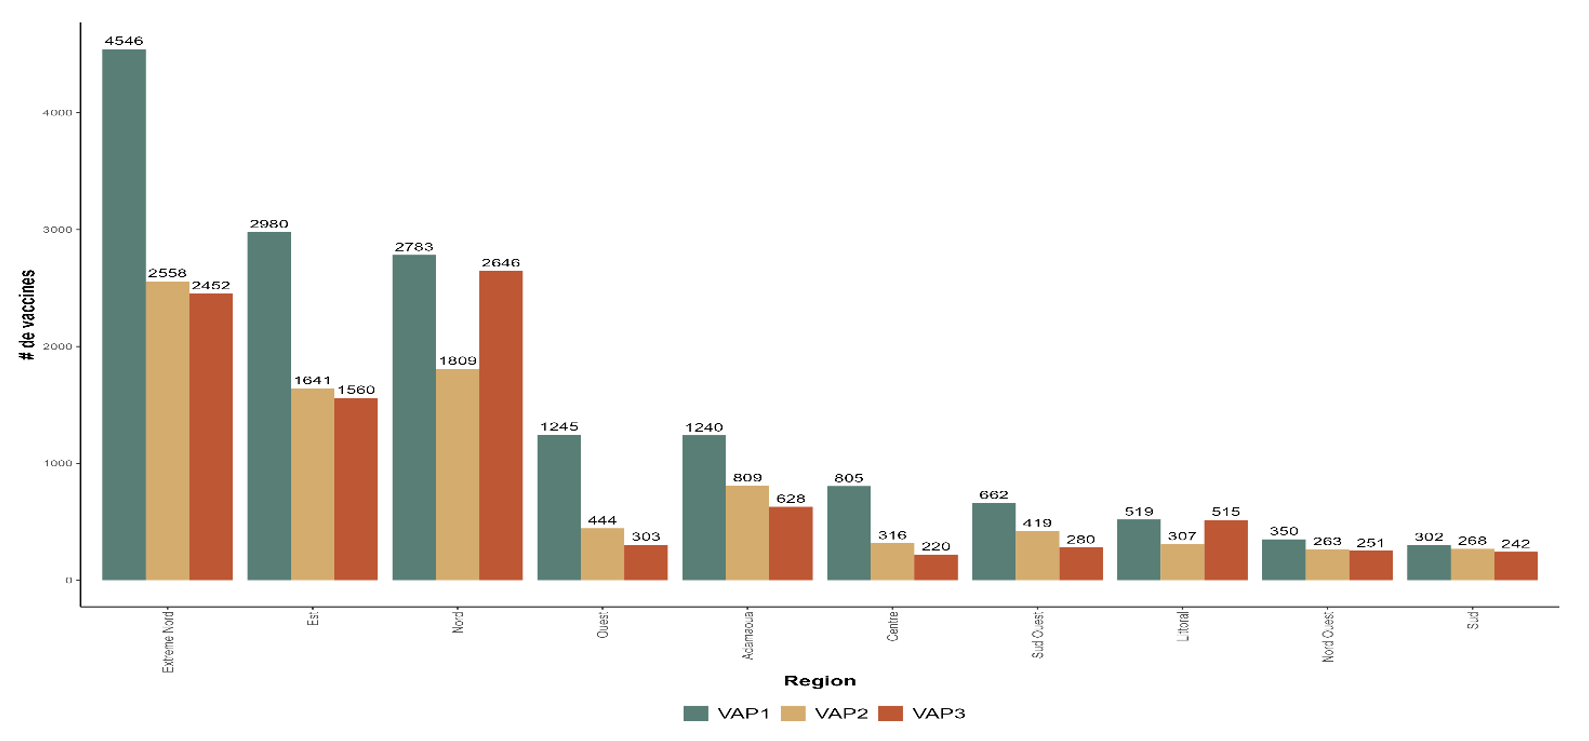 # de vaccines
4000
3000
2000
1000
0
4546
2558
2452
2980
1641
1560
2783
1809
2646
1245
444
303
1240
809
628
805
316
220
662
419
280
519
307
515
350
263
251
302
268
242
Extreme Nord
Est
Nord
Ouest
Adamaoua
Centre
Sud Ouest
Littoral
Nord Ouest
Sud
Region
VAP1 VAP2 VAP3